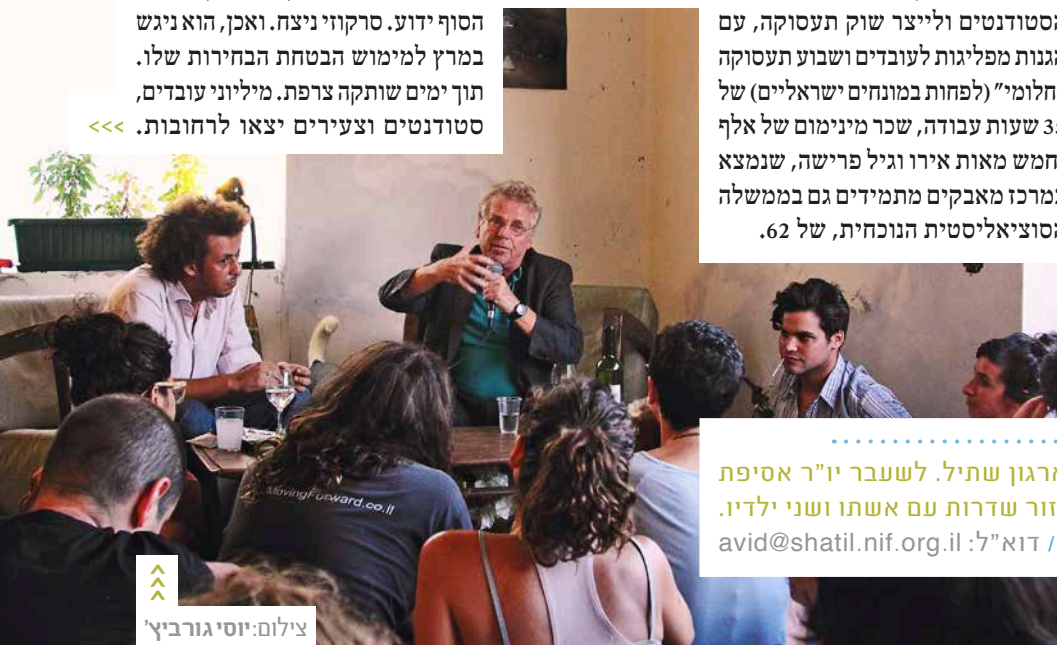 הסטודנטים ולייצר שוק תעסוקה, עם
הגנות מפליגות לעובדים ושבוע תעסוקה
חלומי" (לפחות במונחים ישראליים) של
שעות עבודה, שכר מינימום של אלף
חמש מאות אירו וגיל פרישה, שנמצא
במרכז מאבקים מתמידים גם בממשלה
הסוציאליסטית הנוכחית, של 62.
הסוף ידוע. סרקוזי ניצח. ואכן, הוא ניגש
במרץ למימוש הבטחת הבחירות שלו.
תוך ימים שותקה צרפת. מיליוני עובדים,
סטודנטים וצעירים יצאו לרחובות. >>>
ארגון שתיל. לשעבר יו"ר אסיפת
זור שדרות עם אשתו ושני ילדיו.
/ דוא"ל: avid@shatil.nif.org.il
MovingForward.co.il
צילום: יוסי גורביץ'